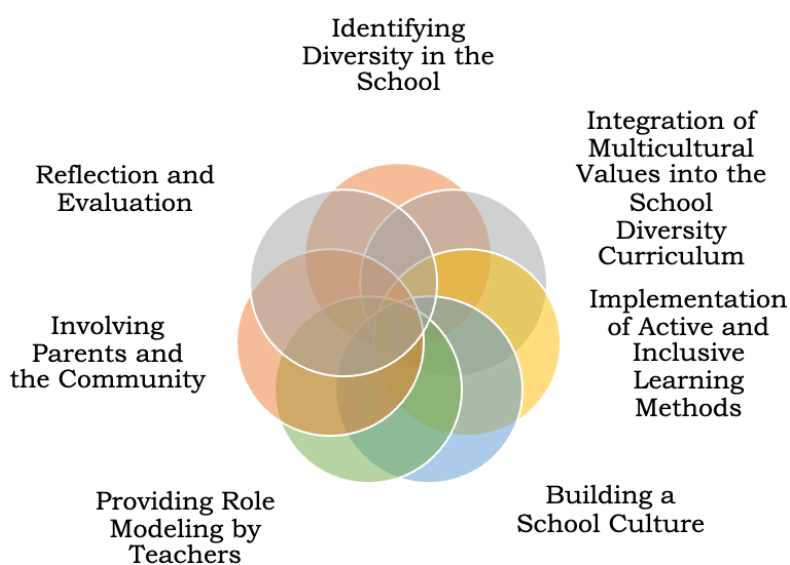 Identifying
Diversity in the
School
Integration of
Multicultural
Values into the
School
Diversity
Curriculum
Implementation
of Active and
Inclusive
Learning
Methods
Building a
School Culture
Providing Role
Modeling by
Teachers
Involving
Parents and
the Community
Reflection and
Evaluation